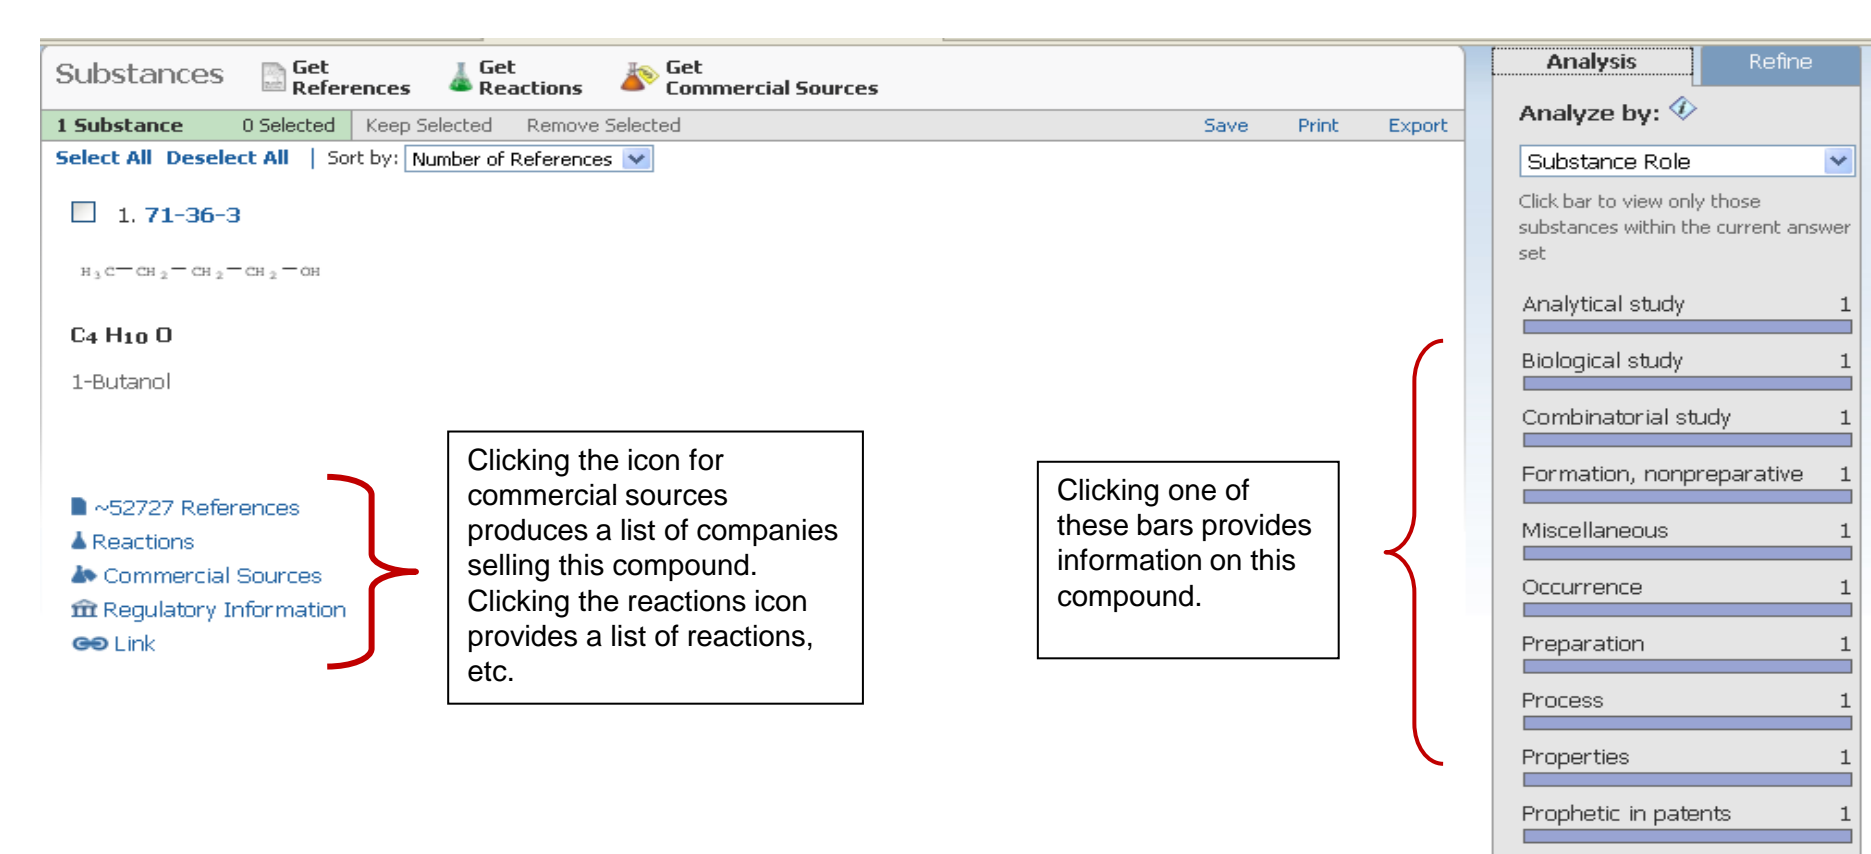 Substances
Get References
Get Reactions
Get Commercial Sources
1 Substance 0 Selected Keep Selected Remove Selected Save Print Export
Select All Deselect All | Sort by: Number of References
1. 71-36-3
H₃C—CH₂—CH₂—CH₂—OH
C₄ H₁₀ O
1-Butanol
~52727 References
Reactions
Commercial Sources
Regulatory Information
Link
Clicking the icon for
commercial sources
produces a list of companies
selling this compound.
Clicking the reactions icon
provides a list of reactions,
etc.
Clicking one of
these bars provides
information on this
compound.
Analysis Refine
Analyze by:
Substance Role
Click bar to view only those
substances within the current answer
set
Analytical study 1
Biological study 1
Combinatorial study 1
Formation, nonpreparative 1
Miscellaneous 1
Occurrence 1
Preparation 1
Process 1
Properties 1
Prophetic in patents 1